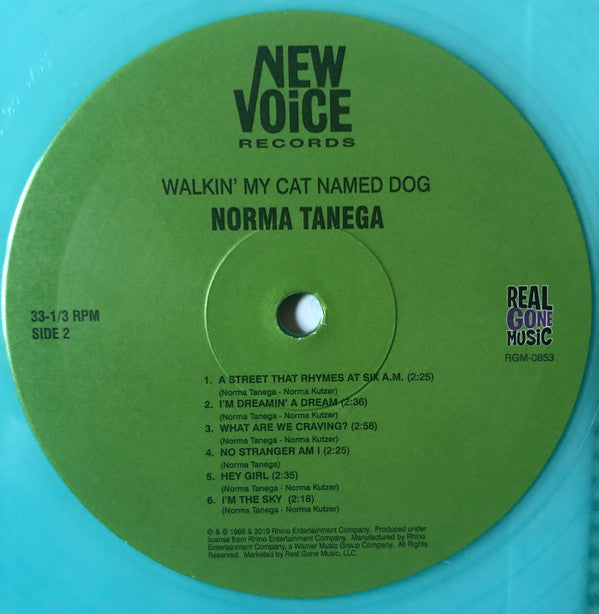 NEW
VOiCE
RECORDS
WALKIN' MY CAT NAMED DOG
NORMA TANEGA
33-1/3 RPM
SIDE 2
REAL
GONE
MUSiC
RGM-0853
1. A STREET THAT RHYMES AT SIX A.M. (2:25)
(Norma Tanega - Norma Kutzer)
2. I'M DREAMIN' A DREAM (2:36)
(Norma Tanega - Norma Kutzer)
3. WHAT ARE WE CRAVING? (2:58)
(Norma Tanega - Norma Kutzer)
4. NO STRANGER AM I (2:25)
(Norma Tanega)
5. HEY GIRL (2:35)
(Norma Tanega - Norma Kutzer)
6. I'M THE SKY (2:18)
(Norma Tanega - Norma Kutzer)
℗ & © 1966 & 2019 Rhino Entertainment Company. Produced under
license from Rhino Entertainment Company. Manufactured by Rhino
Entertainment Company, a Warner Music Group Company. All Rights
Reserved. Marketed by Real Gone Music, LLC.